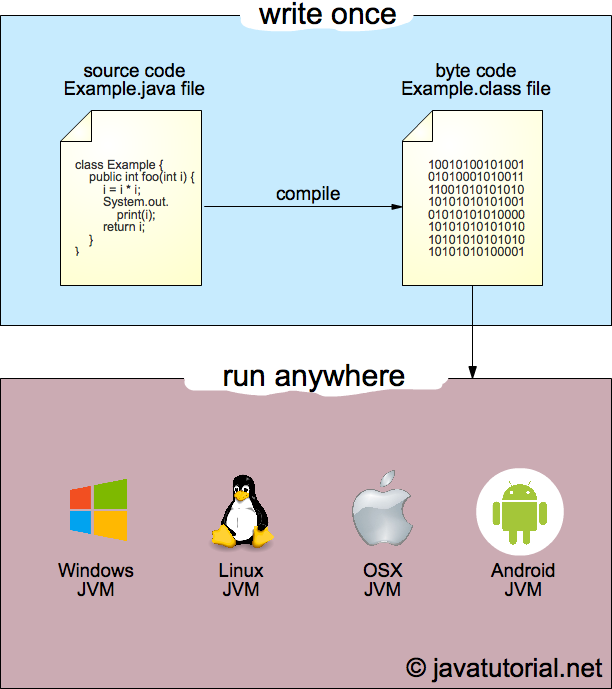 write once
source code
Example.java file
byte code
Example.class file
class Example {
public int foo(int i) {
i = i * i;
System.out.
print(i);
return i;
}
}
compile
10010100101001
01010001010011
11001010101010
10101010101001
01010101010000
10101010101010
10101010101010
10101010100001
run anywhere
Windows
JVM
Linux
JVM
OSX
JVM
Android
JVM
© javatutorial.net